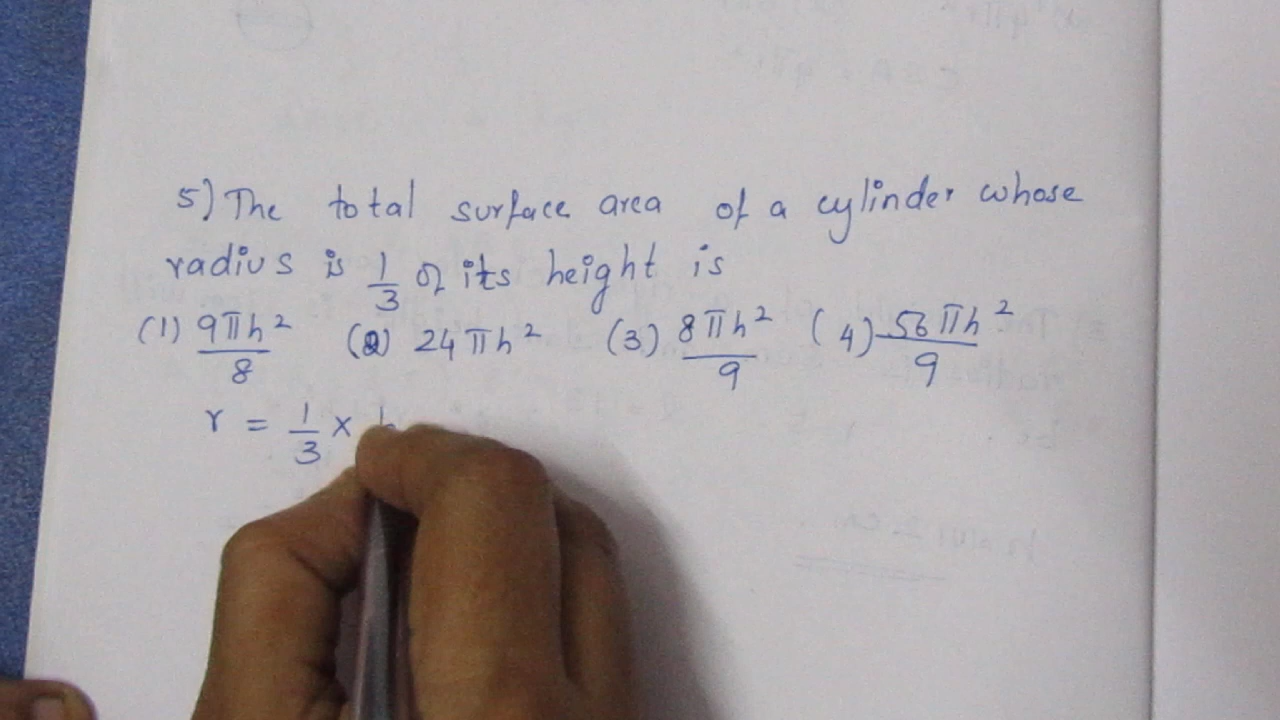 5) The total surface area of a cylinder whose
radius is 1/3 of its height is
(1) 9πh²/8 (2) 24πh² (3) 8πh²/9 (4) 56πh²/9
r = 1/3 × h